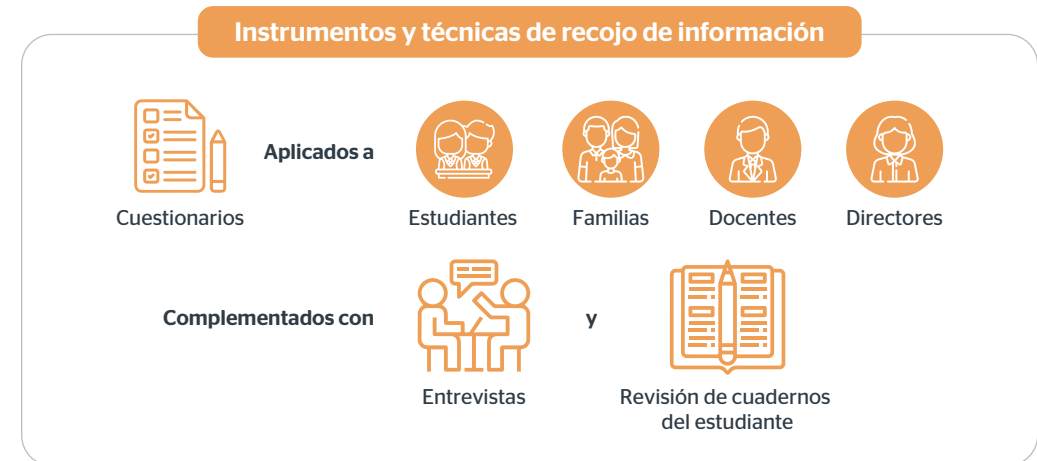 Instrumentos y técnicas de recojo de información
Aplicados a
Cuestionarios
Estudiantes
Familias
Docentes
Directores
Complementados con
y
Entrevistas
Revisión de cuadernos
del estudiante